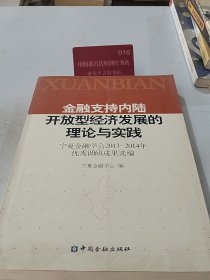 016
XUANBIAN
金融支持内陆
开放型经济发展的
理论与实践
宁夏金融学会2013-2014年
优秀调研成果选编
宁夏金融学会/编
中国金融出版社